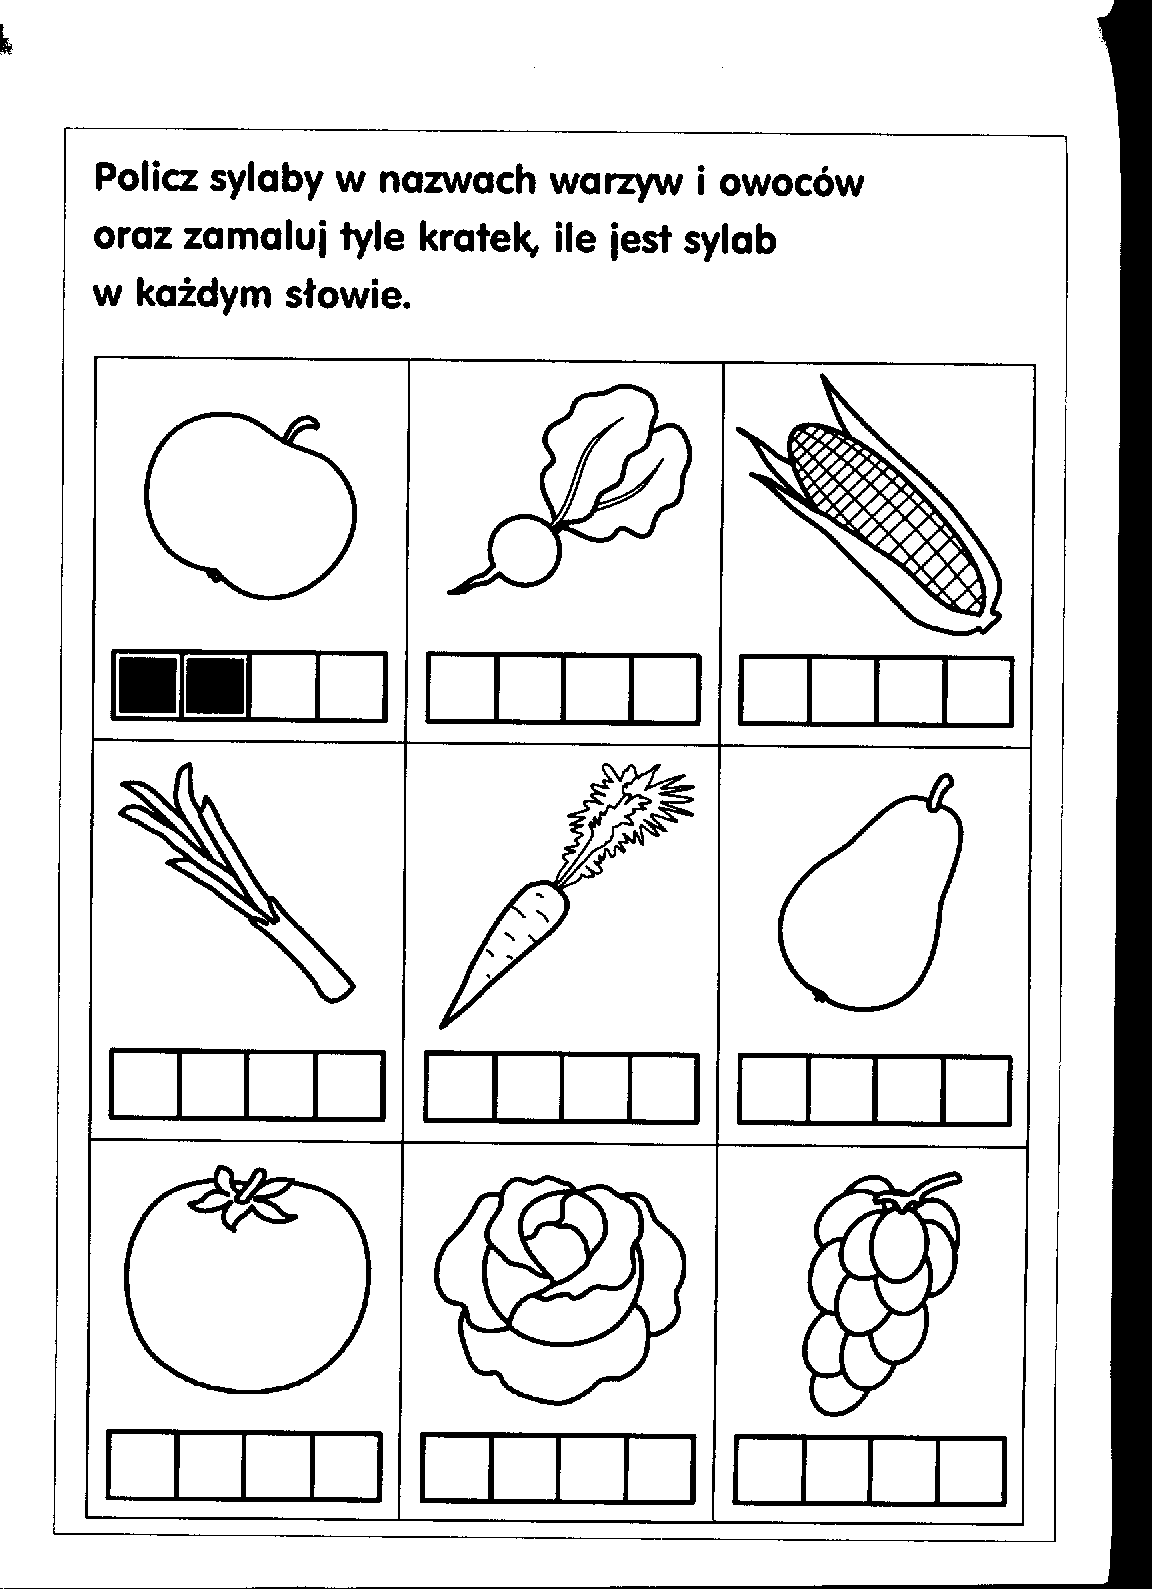 Policz sylaby w nazwach warzyw i owoców
oraz zamaluj tyle kratek, ile jest sylab
w każdym słowie.